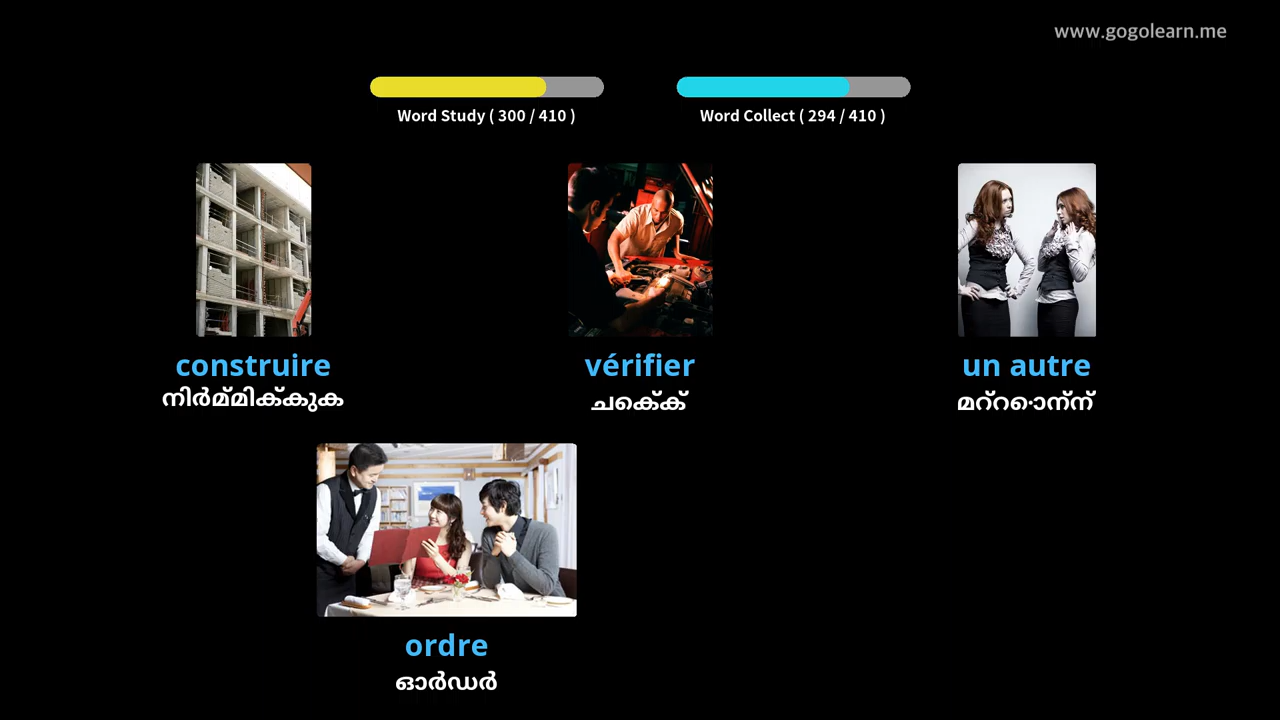 www.gogolearn.me
Word Study ( 300 / 410 )
Word Collect ( 294 / 410 )
construire
നിർമ്മിക്കുക
vérifier
ചെക്ക്
un autre
മറ്റൊന്ന്
ordre
ഓർഡർ